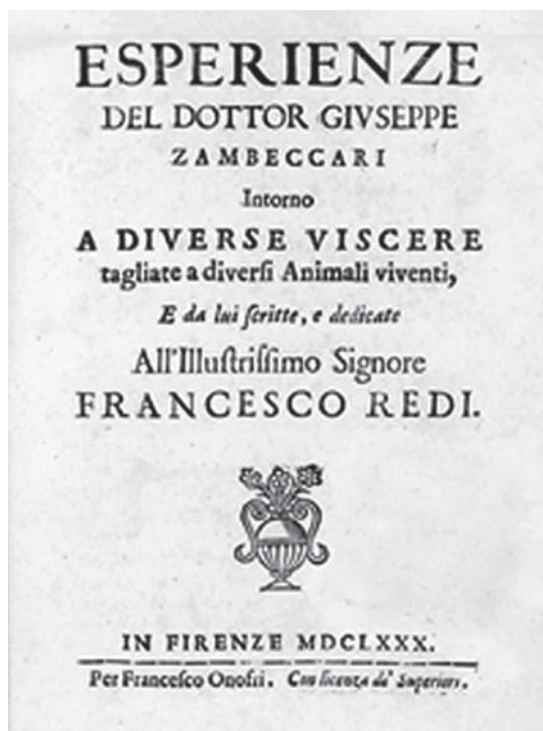 ESPERIENZE
DEL DOTTOR GIVSEPPE
ZAMBECCARI
Intorno
A DIVERSE VISCERE
tagliate a diverſi Animali viventi,
E da lui ſcritte, e dedicate
All'Illuſtriſſimo Signore
FRANCESCO REDI.
IN FIRENZE MDCLXXX.
Per Franceſco Onofri. Con licenza de' Superiori.